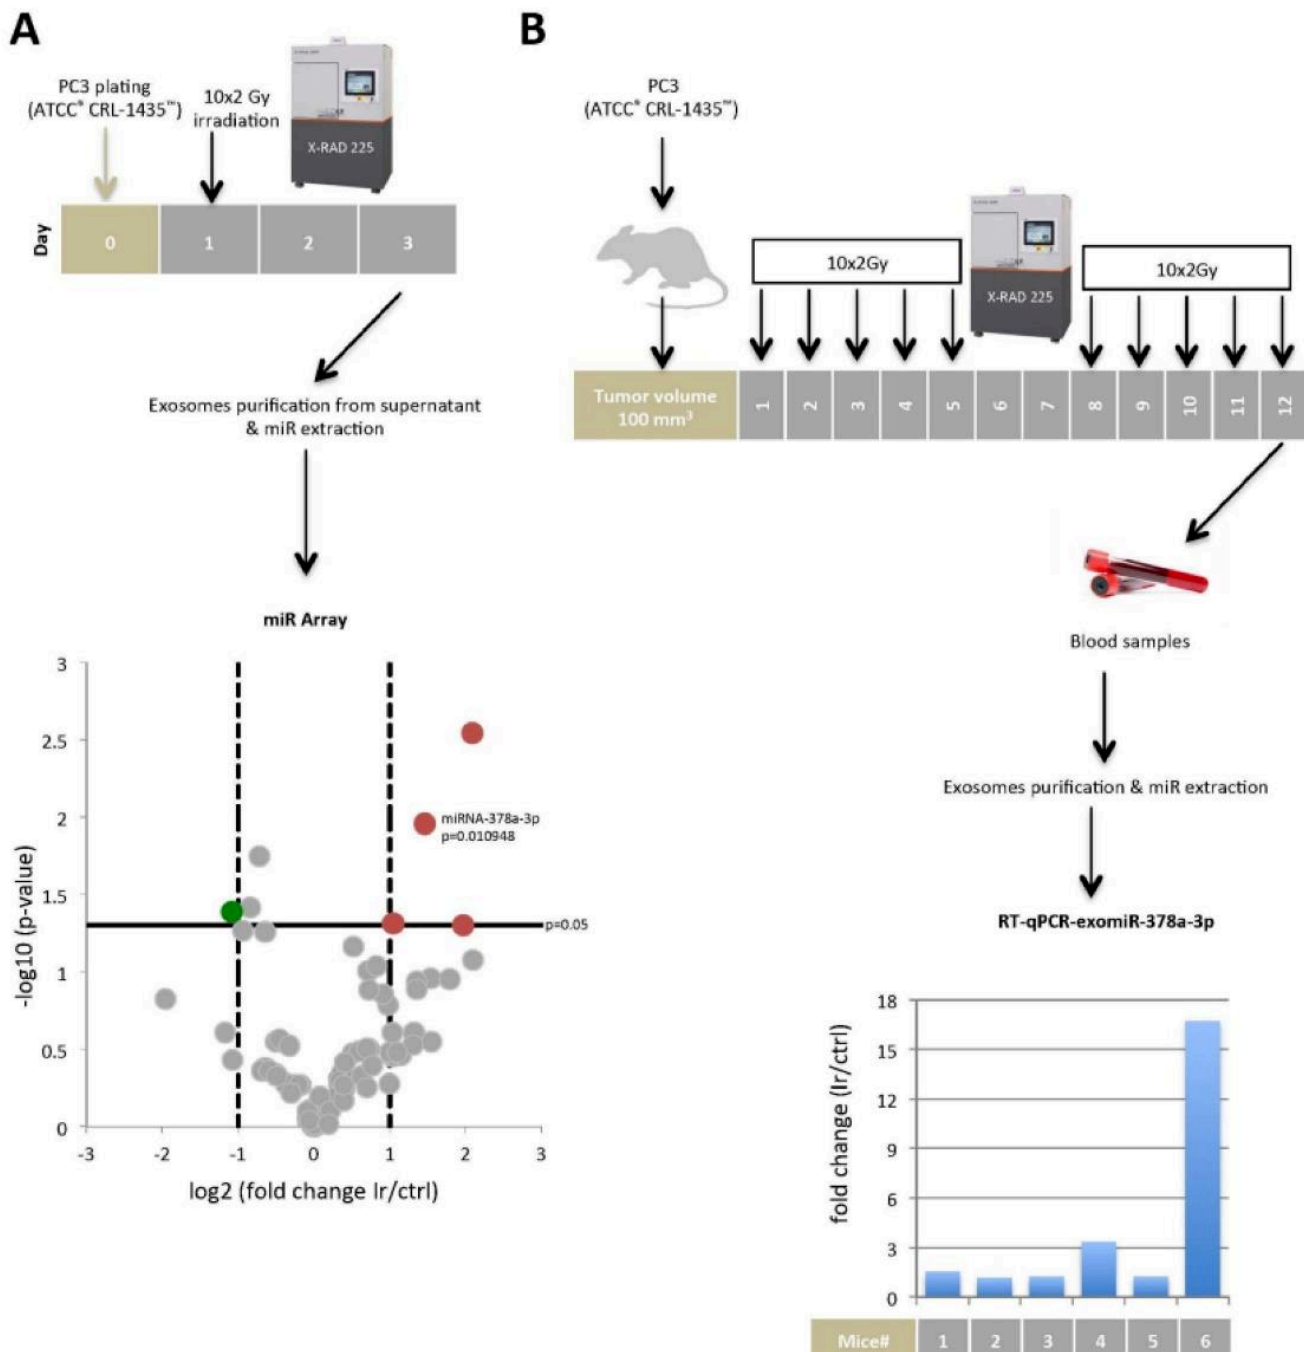 A
PC3 plating
(ATCC® CRL-1435™)
10x2 Gy
irradiation
X-RAD 225
Day
0
1
2
3
Exosomes purification from supernatant
& miR extraction
miR Array
3
2.5
2
1.5
1
0.5
0
-log10 (p-value)
miRNA-378a-3p
p=0.010948
p=0.05
-3
-2
-1
0
1
2
3
log2 (fold change Ir/ctrl)
B
PC3
(ATCC® CRL-1435™)
10x2Gy
X-RAD 225
10x2Gy
Tumor volume
100 mm³
1
2
3
4
5
6
7
8
9
10
11
12
Blood samples
Exosomes purification & miR extraction
RT-qPCR-exomiR-378a-3p
18
15
12
9
6
3
0
fold change (Ir/ctrl)
Mice#
1
2
3
4
5
6